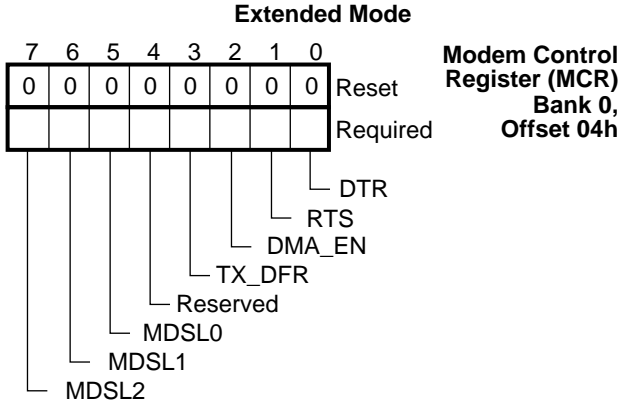 Extended Mode
7 6 5 4 3 2 1 0
Modem Control
Register (MCR)
Bank 0,
Offset 04h
0 0 0 0 0 0 0 0 Reset
Required
DTR
RTS
DMA_EN
TX_DFR
Reserved
MDSL0
MDSL1
MDSL2